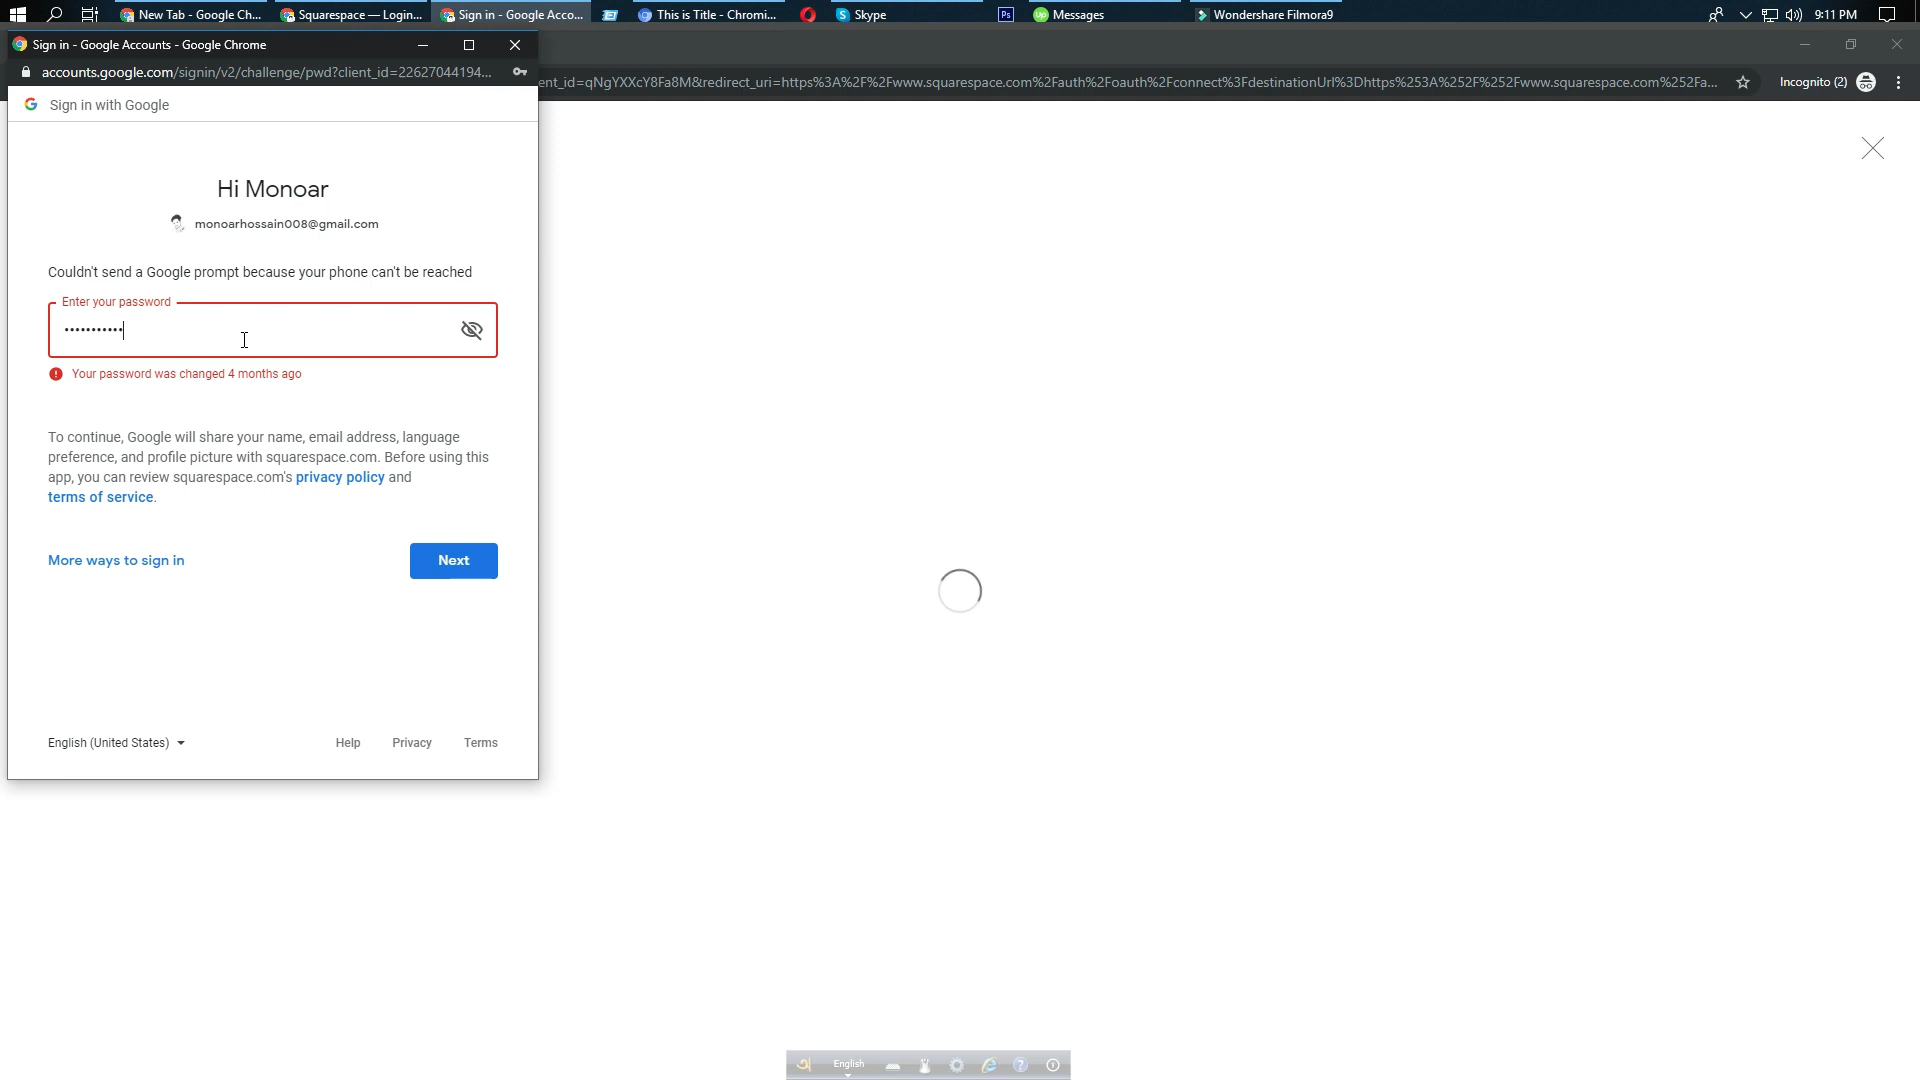 New Tab - Google Ch...
Squarespace — Login...
Sign in - Google Acco...
This is Title - Chromi...
Skype
Ps
Up
Messages
Wondershare Filmora9
9:11 PM
Sign in - Google Accounts - Google Chrome
accounts.google.com/signin/v2/challenge/pwd?client_id=22627044194...
ent_id=qNgYXXcY8Fa8M&redirect_uri=https%3A%2F%2Fwww.squarespace.com%2Fauth%2Foauth%2Fconnect%3FdestinationUrl%3Dhttps%253A%252F%252Fwww.squarespace.com%252Fa...
Incognito (2)
Sign in with Google
Hi Monoar
monoarhossain008@gmail.com
Couldn't send a Google prompt because your phone can't be reached
Enter your password
•••••••••••
Your password was changed 4 months ago
To continue, Google will share your name, email address, language
preference, and profile picture with squarespace.com. Before using this
app, you can review squarespace.com's privacy policy and
terms of service.
More ways to sign in
Next
English (United States)
Help
Privacy
Terms
অ
English